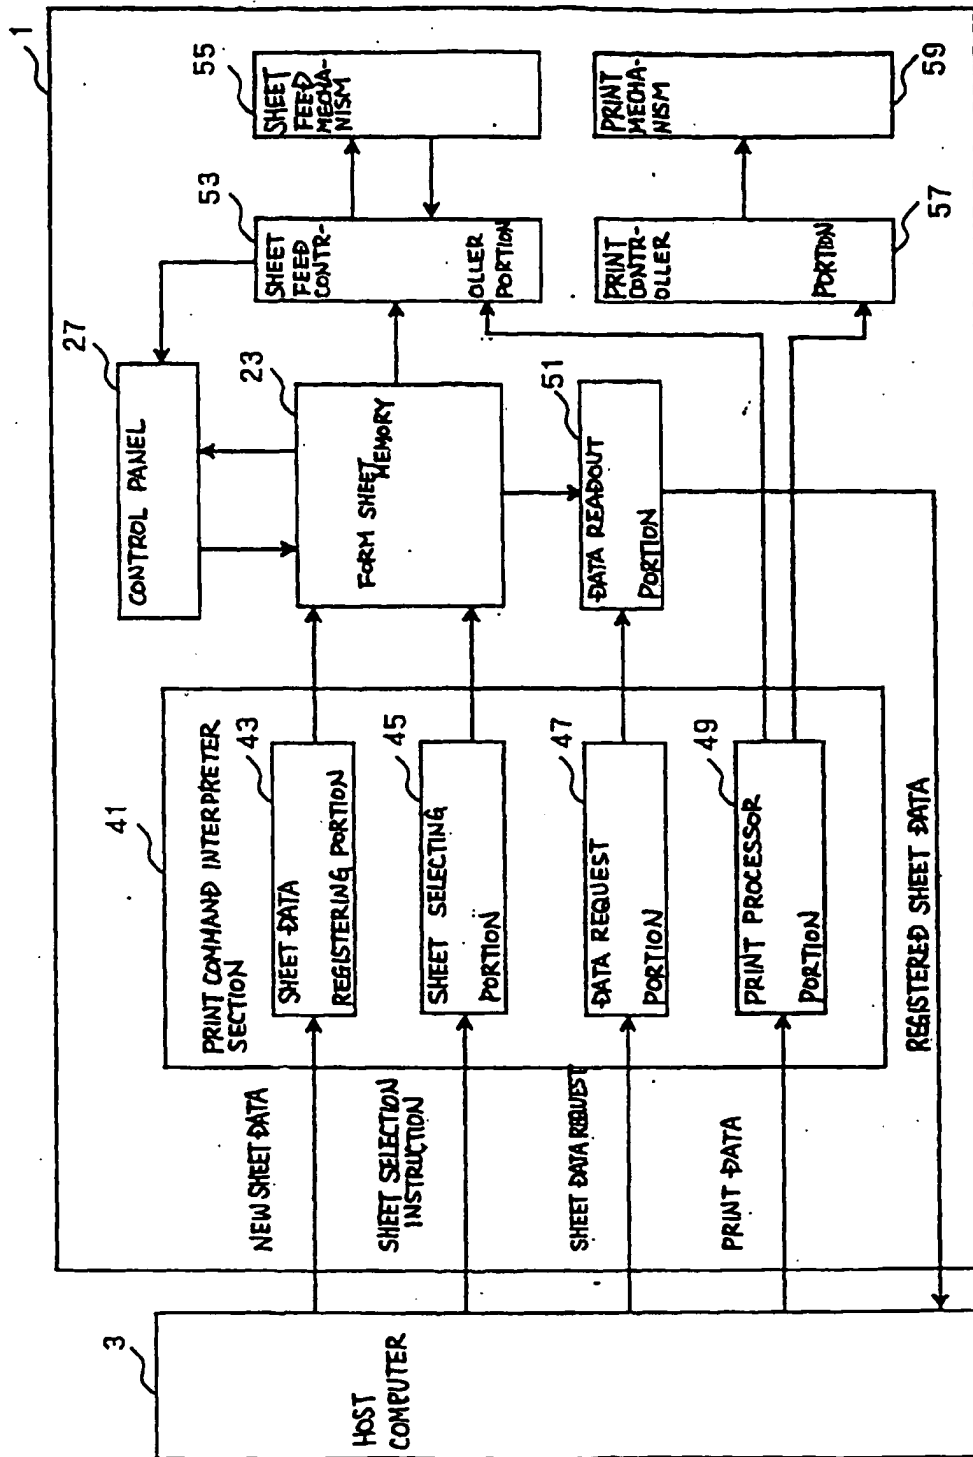 1
3
HOST
COMPUTER
NEW SHEET DATA
SHEET SELECTION
INSTRUCTION
SHEET DATA REQUEST
PRINT DATA
REGISTERED SHEET DATA
41
PRINT COMMAND INTERPRETER
SECTION
43
SHEET DATA
REGISTERING PORTION
45
SHEET SELECTING
PORTION
47
DATA REQUEST
PORTION
49
PRINT PROCESSOR
PORTION
27
CONTROL PANEL
23
FORM SHEET
MEMORY
51
DATA READOUT
PORTION
53
SHEET
FEED
CONTR-
OLLER
PORTION
55
SHEET
FEED
MECHA-
NISM
57
PRINT
CONTR-
OLLER
PORTION
59
PRINT
MECHA-
NISM